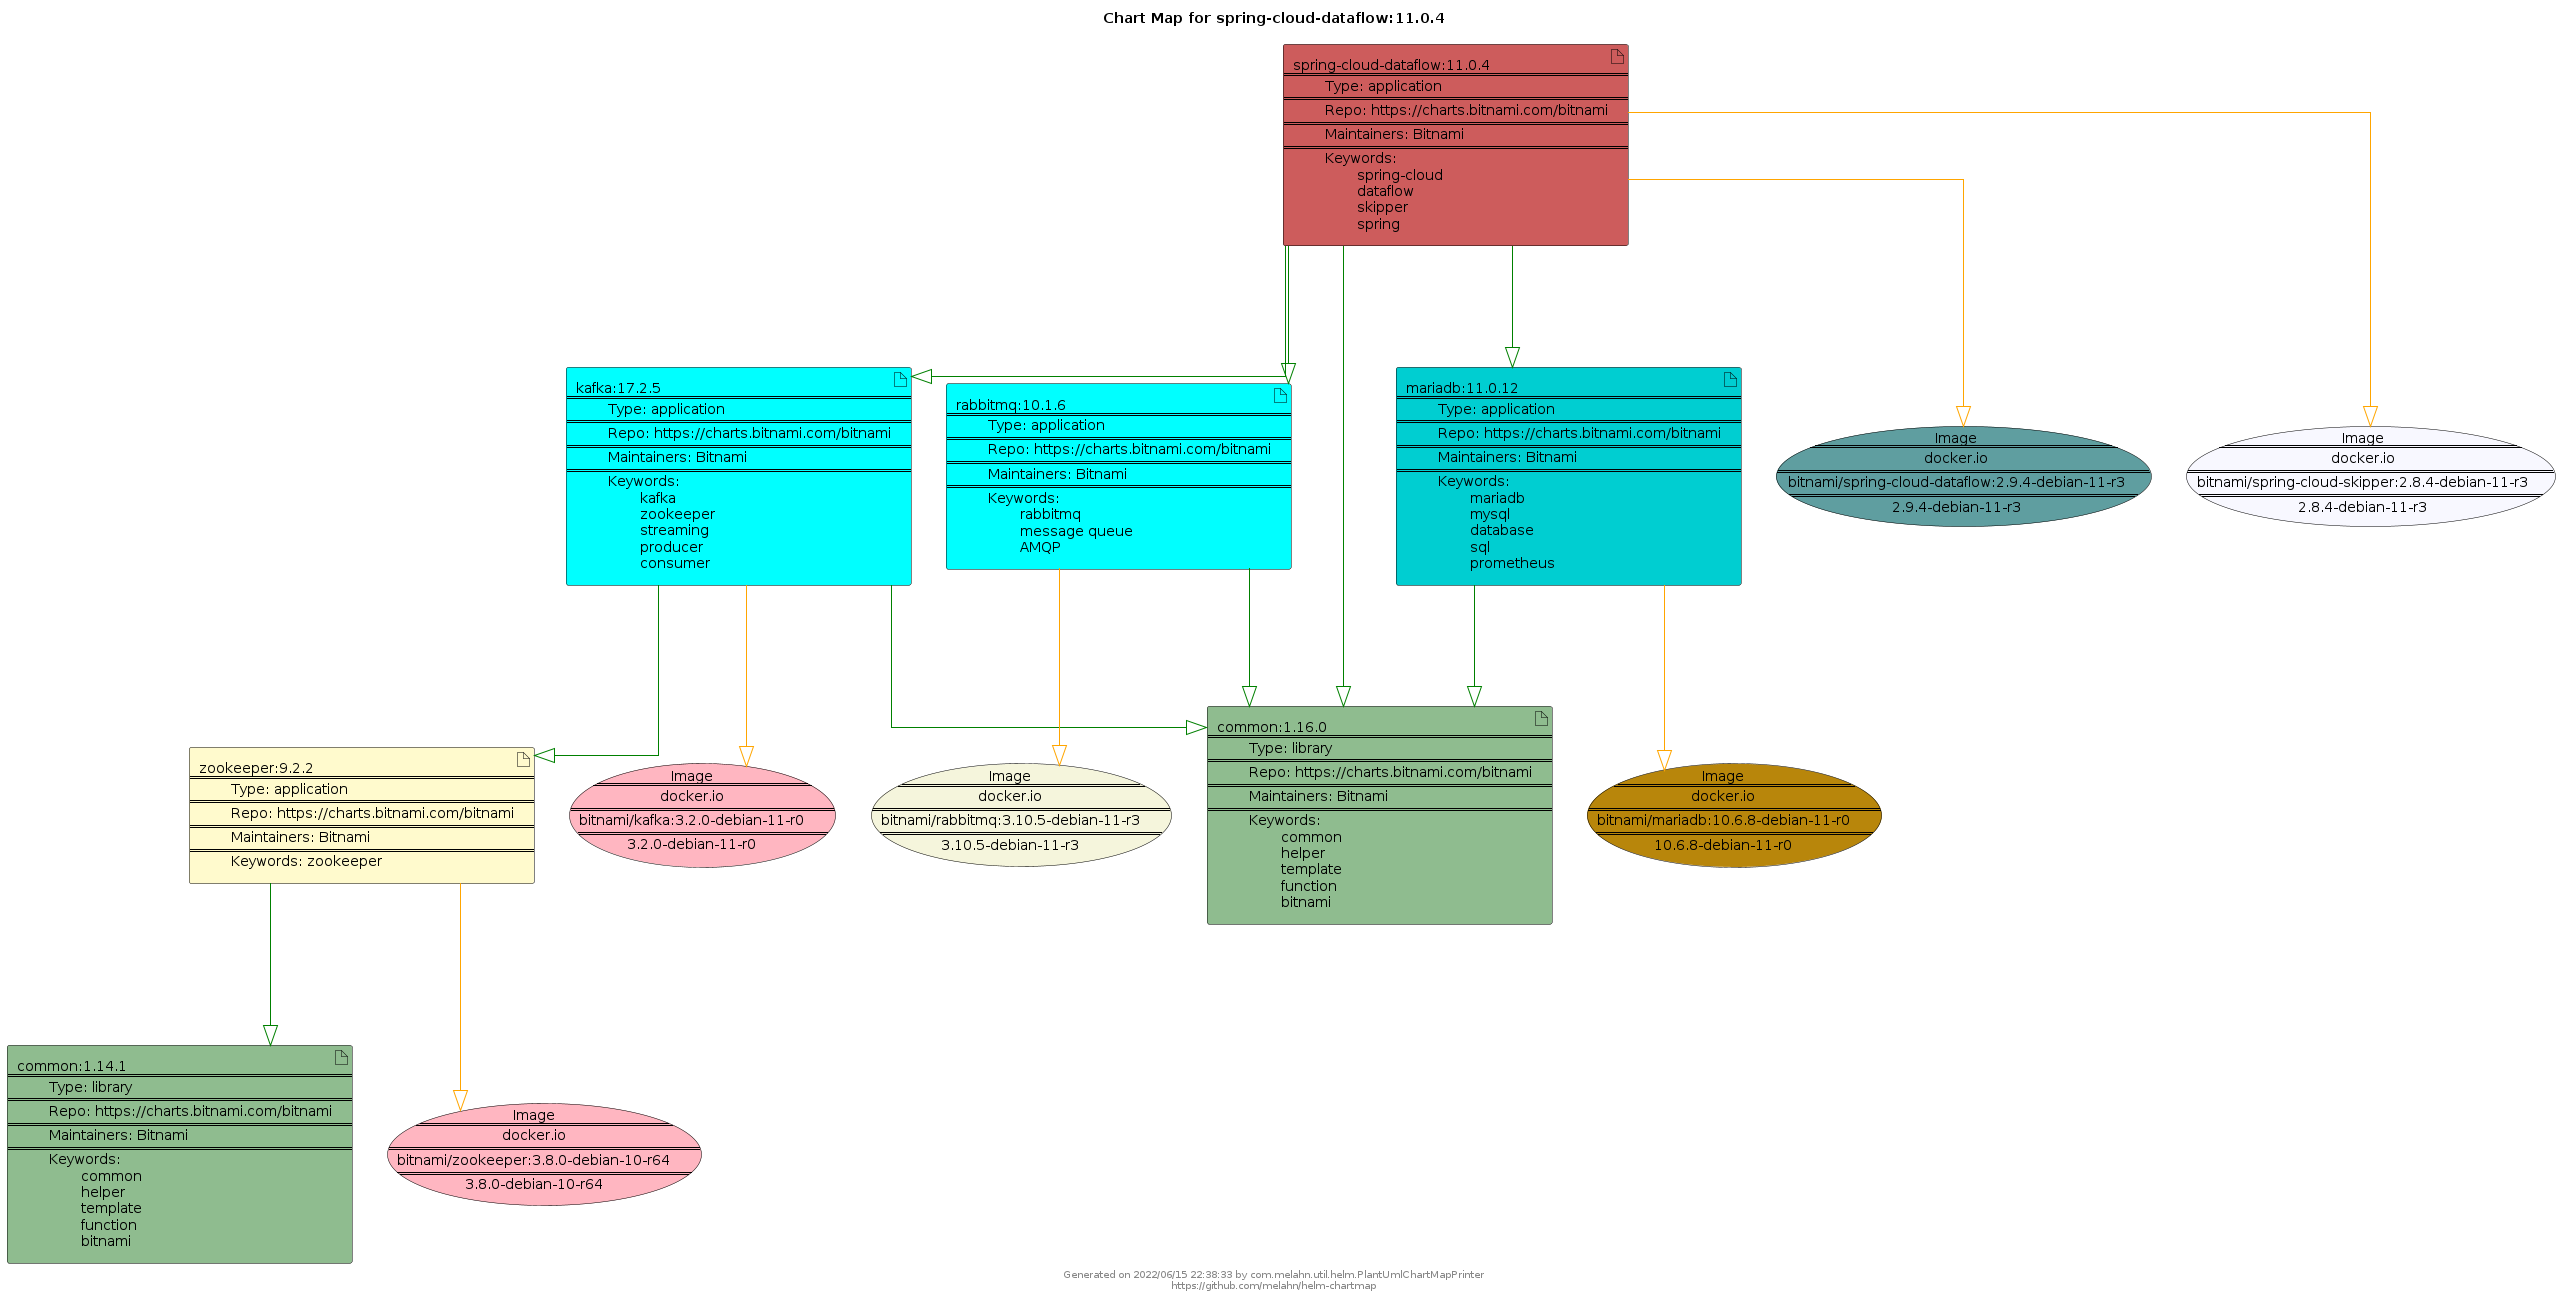 Chart Map for spring-cloud-dataflow:11.0.4
spring-cloud-dataflow:11.0.4
Type: application
Repo: https://charts.bitnami.com/bitnami
Maintainers: Bitnami
Keywords:
spring-cloud
dataflow
skipper
spring
kafka:17.2.5
Type: application
Repo: https://charts.bitnami.com/bitnami
Maintainers: Bitnami
Keywords:
kafka
zookeeper
streaming
producer
consumer
rabbitmq:10.1.6
Type: application
Repo: https://charts.bitnami.com/bitnami
Maintainers: Bitnami
Keywords:
rabbitmq
message queue
AMQP
mariadb:11.0.12
Type: application
Repo: https://charts.bitnami.com/bitnami
Maintainers: Bitnami
Keywords:
mariadb
mysql
database
sql
prometheus
Image
docker.io
bitnami/spring-cloud-dataflow:2.9.4-debian-11-r3
2.9.4-debian-11-r3
Image
docker.io
bitnami/spring-cloud-skipper:2.8.4-debian-11-r3
2.8.4-debian-11-r3
zookeeper:9.2.2
Type: application
Repo: https://charts.bitnami.com/bitnami
Maintainers: Bitnami
Keywords: zookeeper
Image
docker.io
bitnami/kafka:3.2.0-debian-11-r0
3.2.0-debian-11-r0
Image
docker.io
bitnami/rabbitmq:3.10.5-debian-11-r3
3.10.5-debian-11-r3
common:1.16.0
Type: library
Repo: https://charts.bitnami.com/bitnami
Maintainers: Bitnami
Keywords:
common
helper
template
function
bitnami
Image
docker.io
bitnami/mariadb:10.6.8-debian-11-r0
10.6.8-debian-11-r0
common:1.14.1
Type: library
Repo: https://charts.bitnami.com/bitnami
Maintainers: Bitnami
Keywords:
common
helper
template
function
bitnami
Image
docker.io
bitnami/zookeeper:3.8.0-debian-10-r64
3.8.0-debian-10-r64
Generated on 2022/06/15 22:38:33 by com.melahn.util.helm.PlantUmlChartMapPrinter
https://github.com/melahn/helm-chartmap